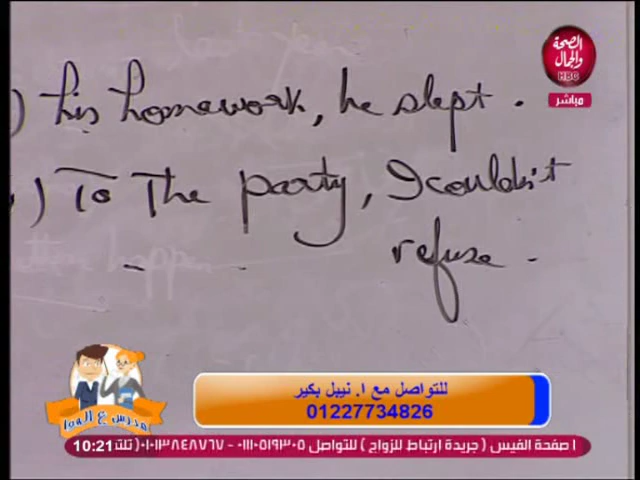 الصحة
والجمال
HBC
مباشر
) his homework, he slept .
) To The party, I couldn't
refuse .
للتواصل مع ا. نبيل بكير
01227734826
مدرس ع الهوا
10:21
ا صفحة الفيس ( جريدة ارتباط للزواج ) للتواصل ٠١١١٠٥١٩٣٠٥ - ٠١٠١٣٨٤٨٧٦٧